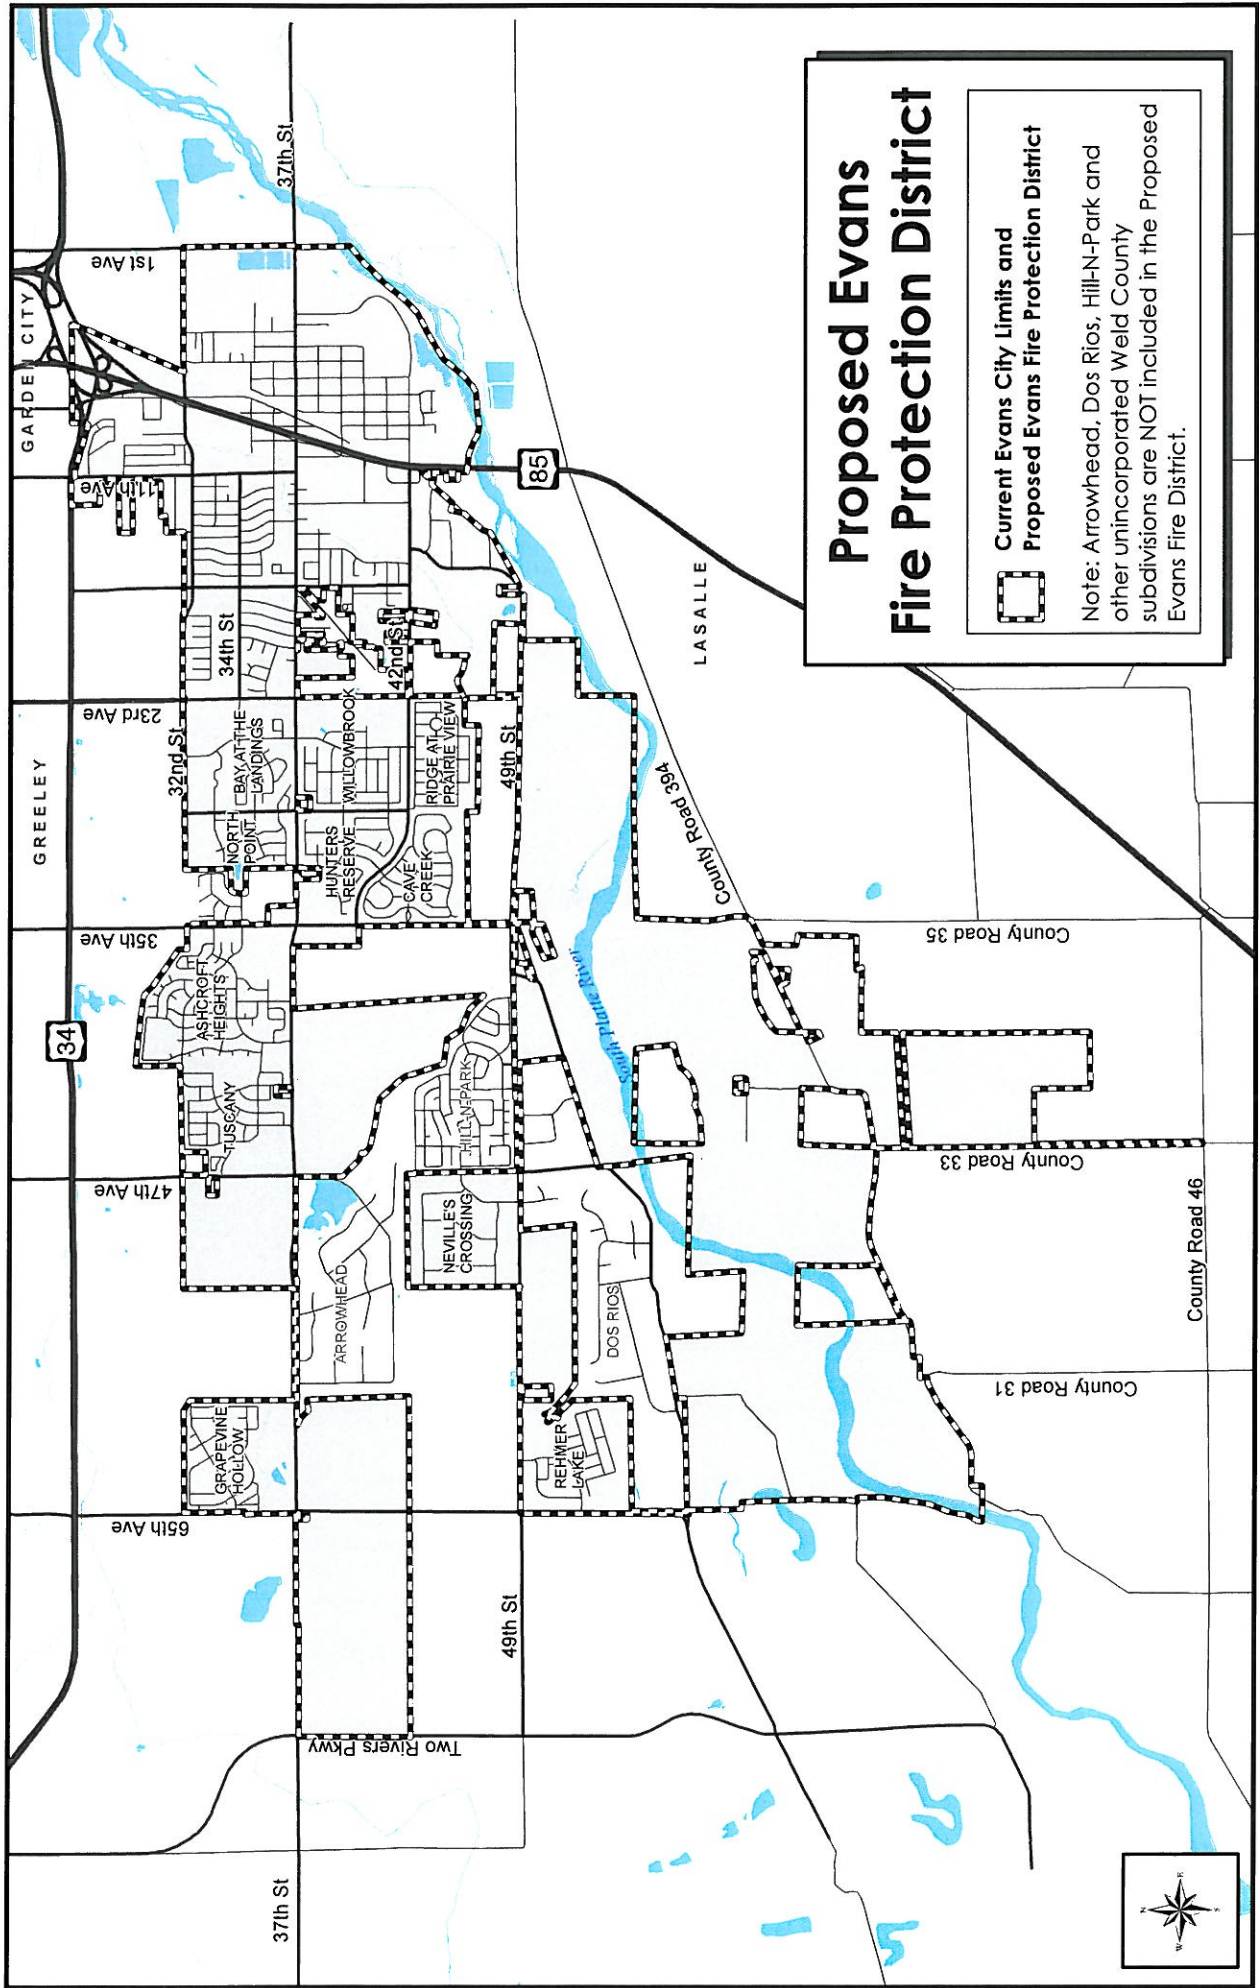 GREELEY
GARDEN CITY
34
1st Ave
11th Ave
23rd Ave
35th Ave
47th Ave
65th Ave
32nd St
34th St
37th St
37th St
42nd St
49th St
49th St
Two Rivers Pkwy
GRAPEVINE
HOLLOW
TUSCANY
ASHCROFT
HEIGHTS
NORTH
POINT
BAY AT THE
LANDINGS
HUNTERS
RESERVE
WILLOWBROOK
CAVE
CREEK
RIDGE AT
PRAIRIE VIEW
ARROWHEAD
NEVILLE'S
CROSSING
HILL-N-PARK
REHMER
LAKE
DOS RIOS
South Platte River
85
LASALLE
County Road 394
County Road 35
County Road 33
County Road 31
County Road 46
Proposed Evans
Fire Protection District
Current Evans City Limits and
Proposed Evans Fire Protection District
Note: Arrowhead, Dos Rios, Hill-N-Park and
other unincorporated Weld County
subdivisions are NOT included in the Proposed
Evans Fire District.
N
W
E
S